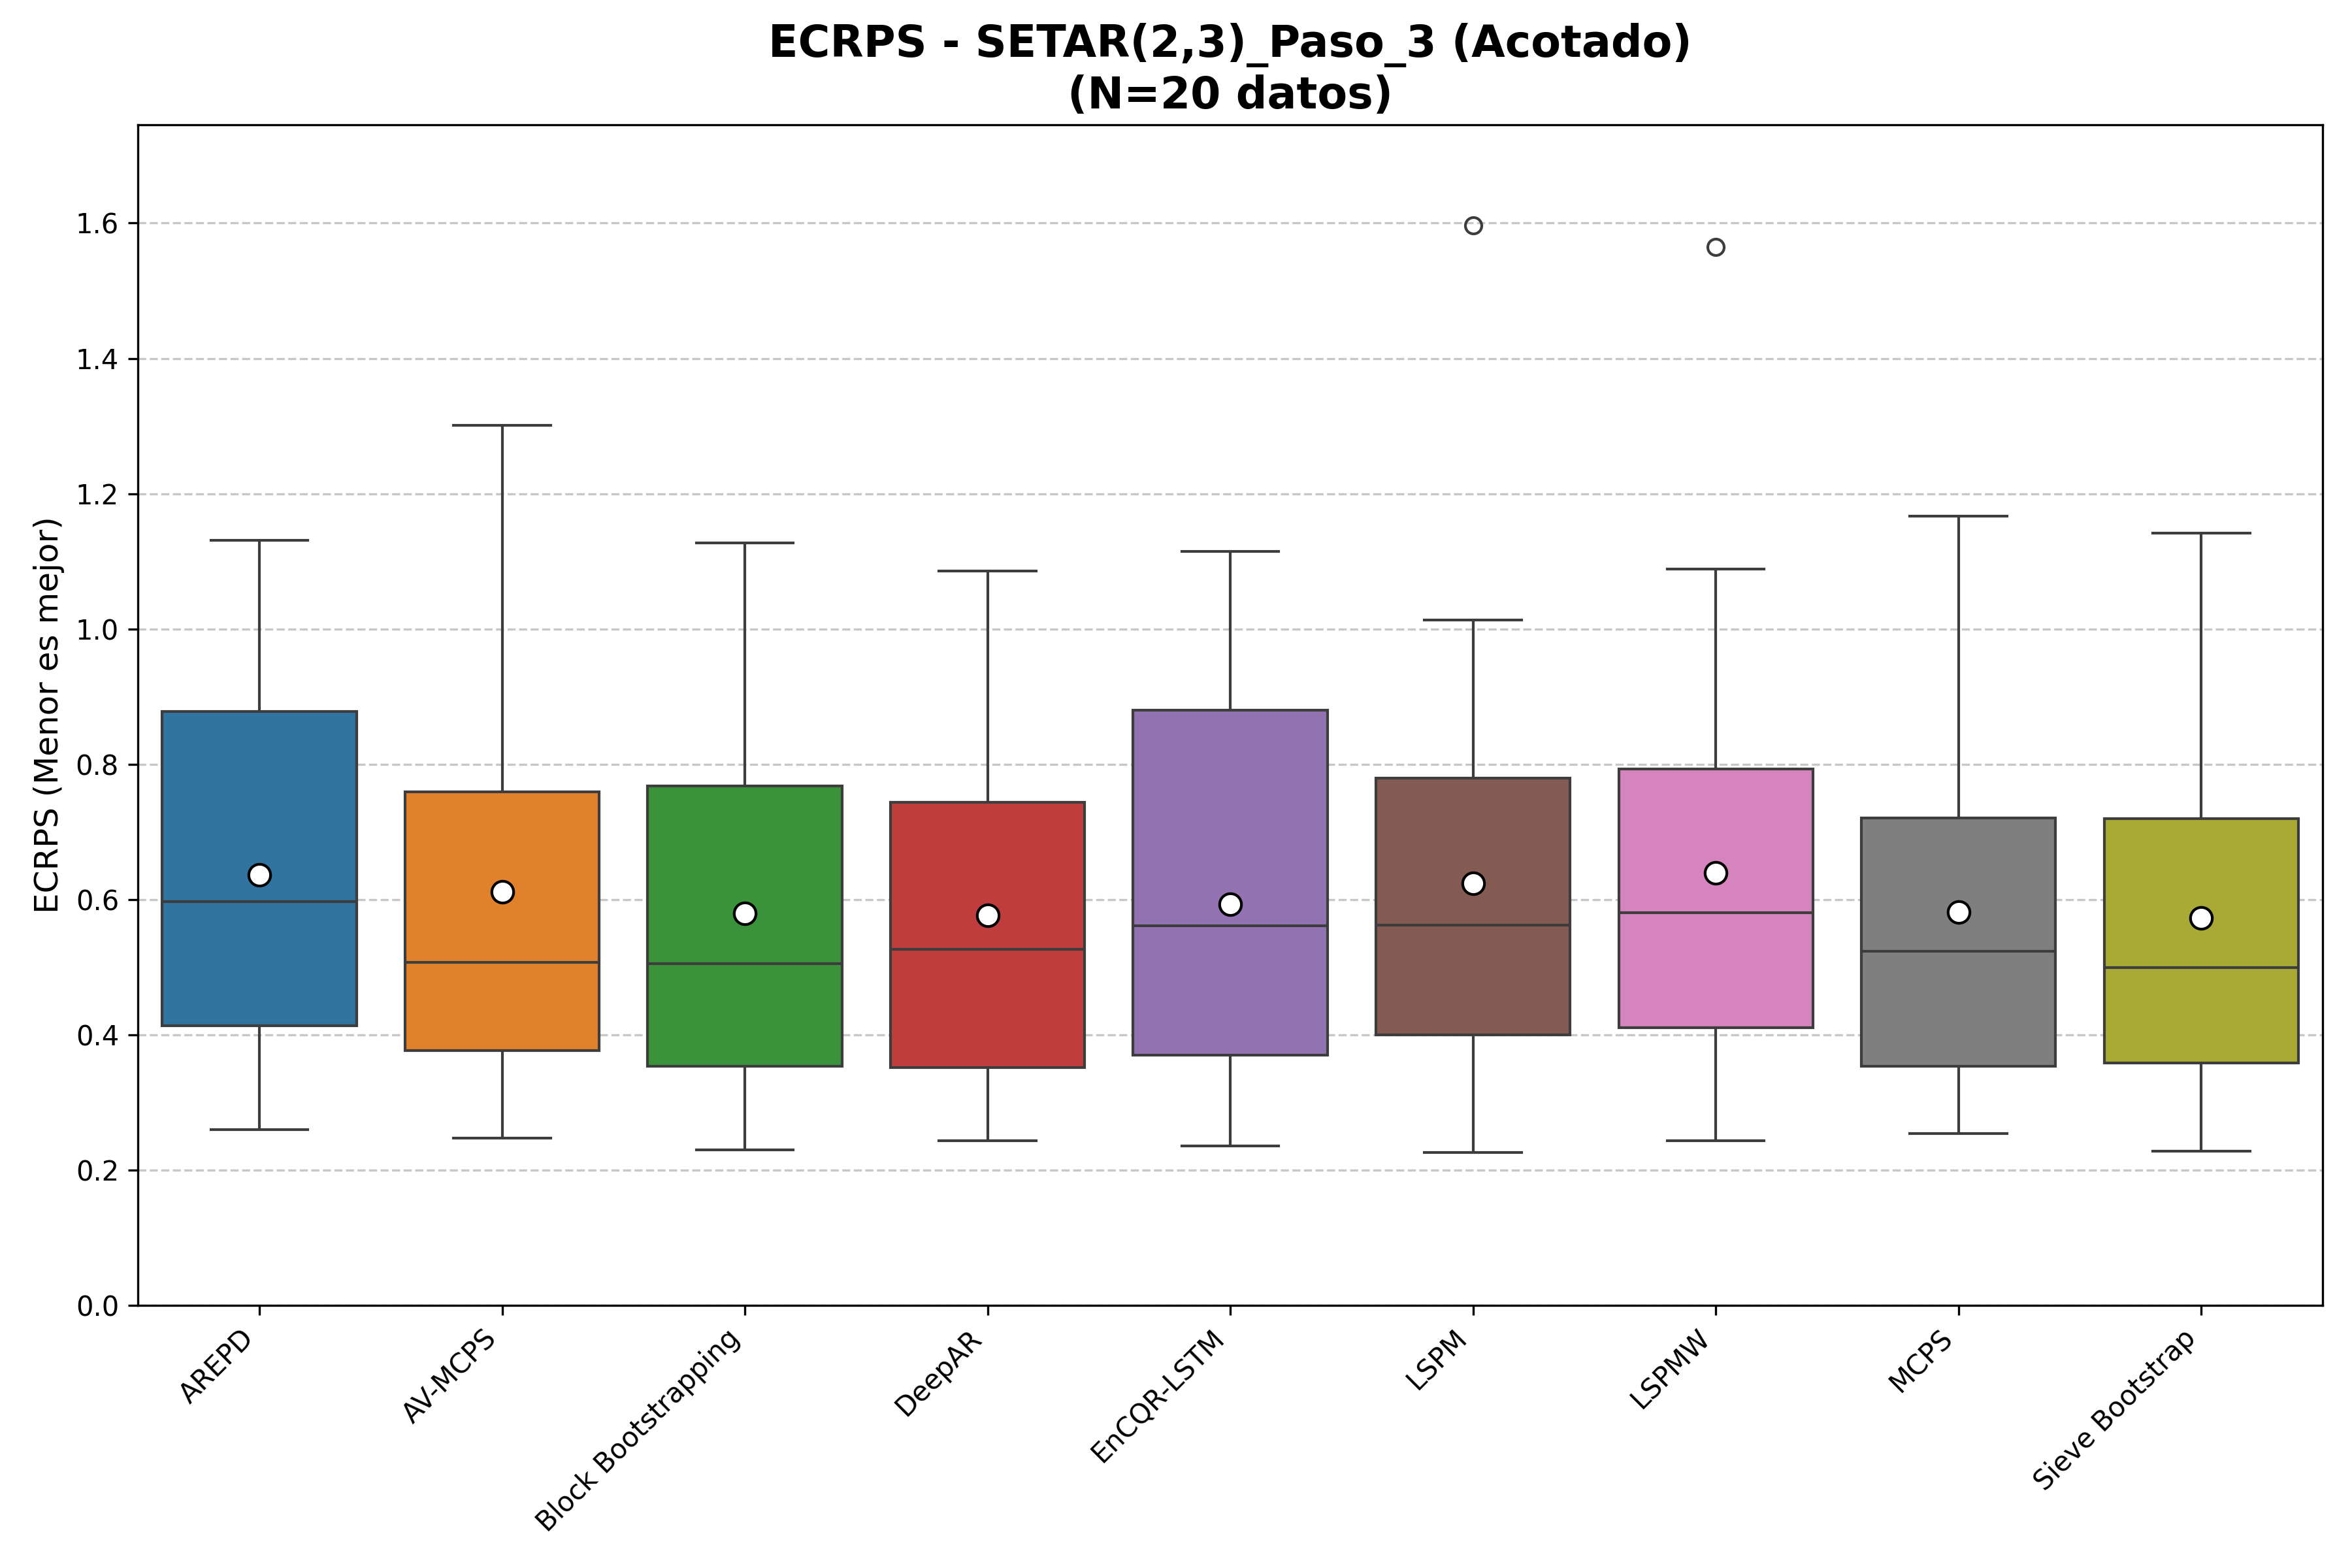 ECRPS - SETAR(2,3)_Paso_3 (Acotado)
(N=20 datos)
ECRPS (Menor es mejor)
1.6
1.4
1.2
1.0
0.8
0.6
0.4
0.2
0.0
AREPD
AV-MCPS
Block Bootstrapping
DeepAR
EnCQR-LSTM
LSPM
LSPMW
MCPS
Sieve Bootstrap